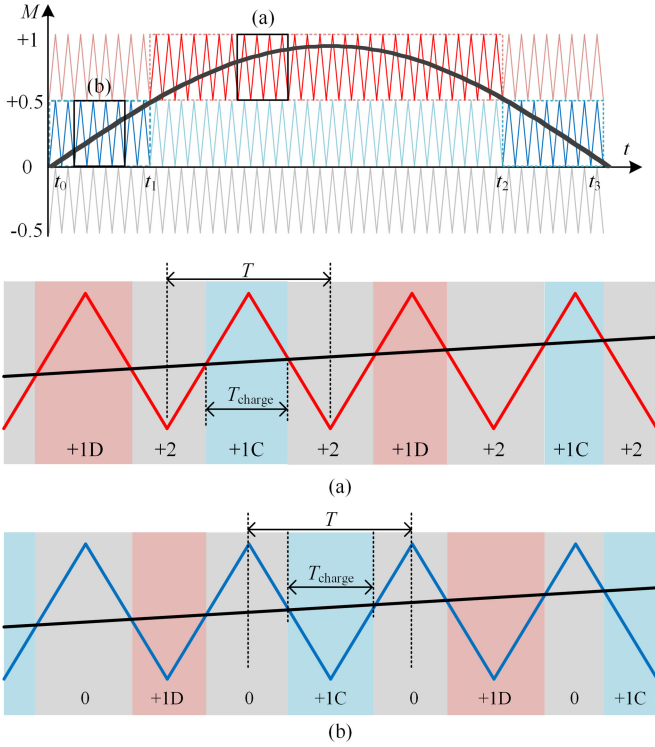 M
(a)
+1
(b)
+0.5
0
t0
t1
t2
t3
t
-0.5
T
Tcharge
+1D
+2
+1C
+2
+1D
+2
+1C
+2
(a)
T
Tcharge
0
+1D
0
+1C
0
+1D
0
+1C
(b)